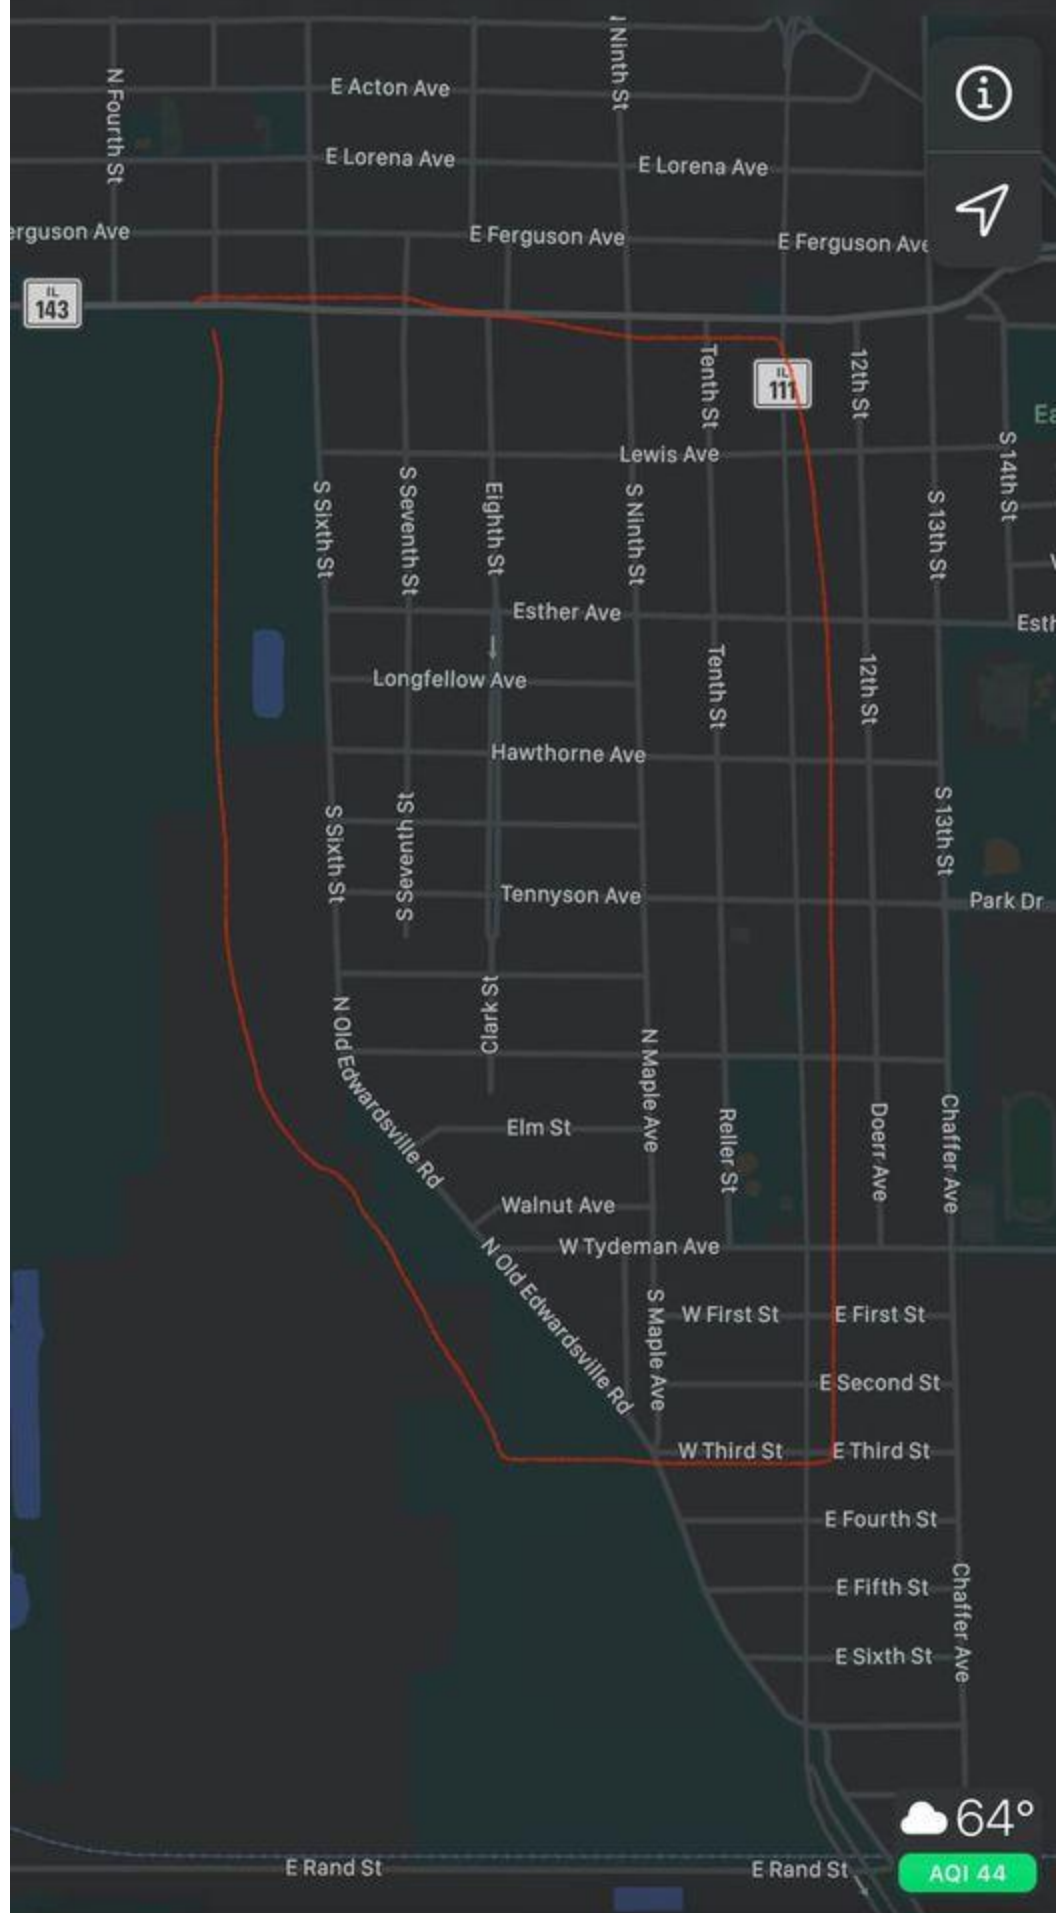 N Ninth St
N Fourth St
E Acton Ave
E Lorena Ave
E Lorena Ave
erguson Ave
E Ferguson Ave
E Ferguson Ave
IL
143
Tenth St
IL
111
12th St
Ea
Lewis Ave
S 14th St
S Sixth St
S Seventh St
Eighth St
S Ninth St
S 13th St
Esther Ave
Esth
Longfellow Ave
Tenth St
12th St
Hawthorne Ave
S Sixth St
S Seventh St
S 13th St
Tennyson Ave
Park Dr
N Old Edwardsville Rd
Clark St
N Maple Ave
Elm St
Reller St
Doerr Ave
Chaffer Ave
Walnut Ave
W Tydeman Ave
N Old Edwardsville Rd
S Maple Ave
W First St
E First St
E Second St
W Third St
E Third St
E Fourth St
E Fifth St
Chaffer Ave
E Sixth St
64°
AQI 44
E Rand St
E Rand St